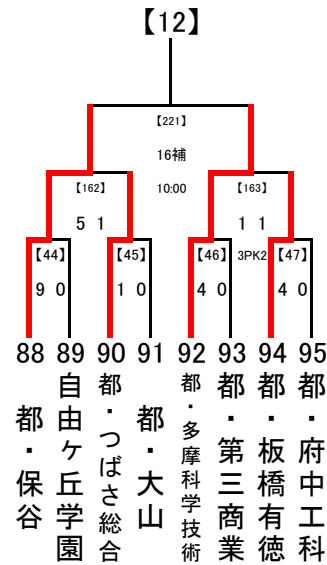 【12】
【221】
16補
10:00
【162】
【163】
5 1
1 1
3PK2
【44】
【45】
【46】
【47】
9 0
1 0
4 0
4 0
88 都・保谷
89 自由ヶ丘学園
90 都・つばさ総合
91 都・大山
92 都・多摩科学技術
93 都・第三商業
94 都・板橋有徳
95 都・府中工科